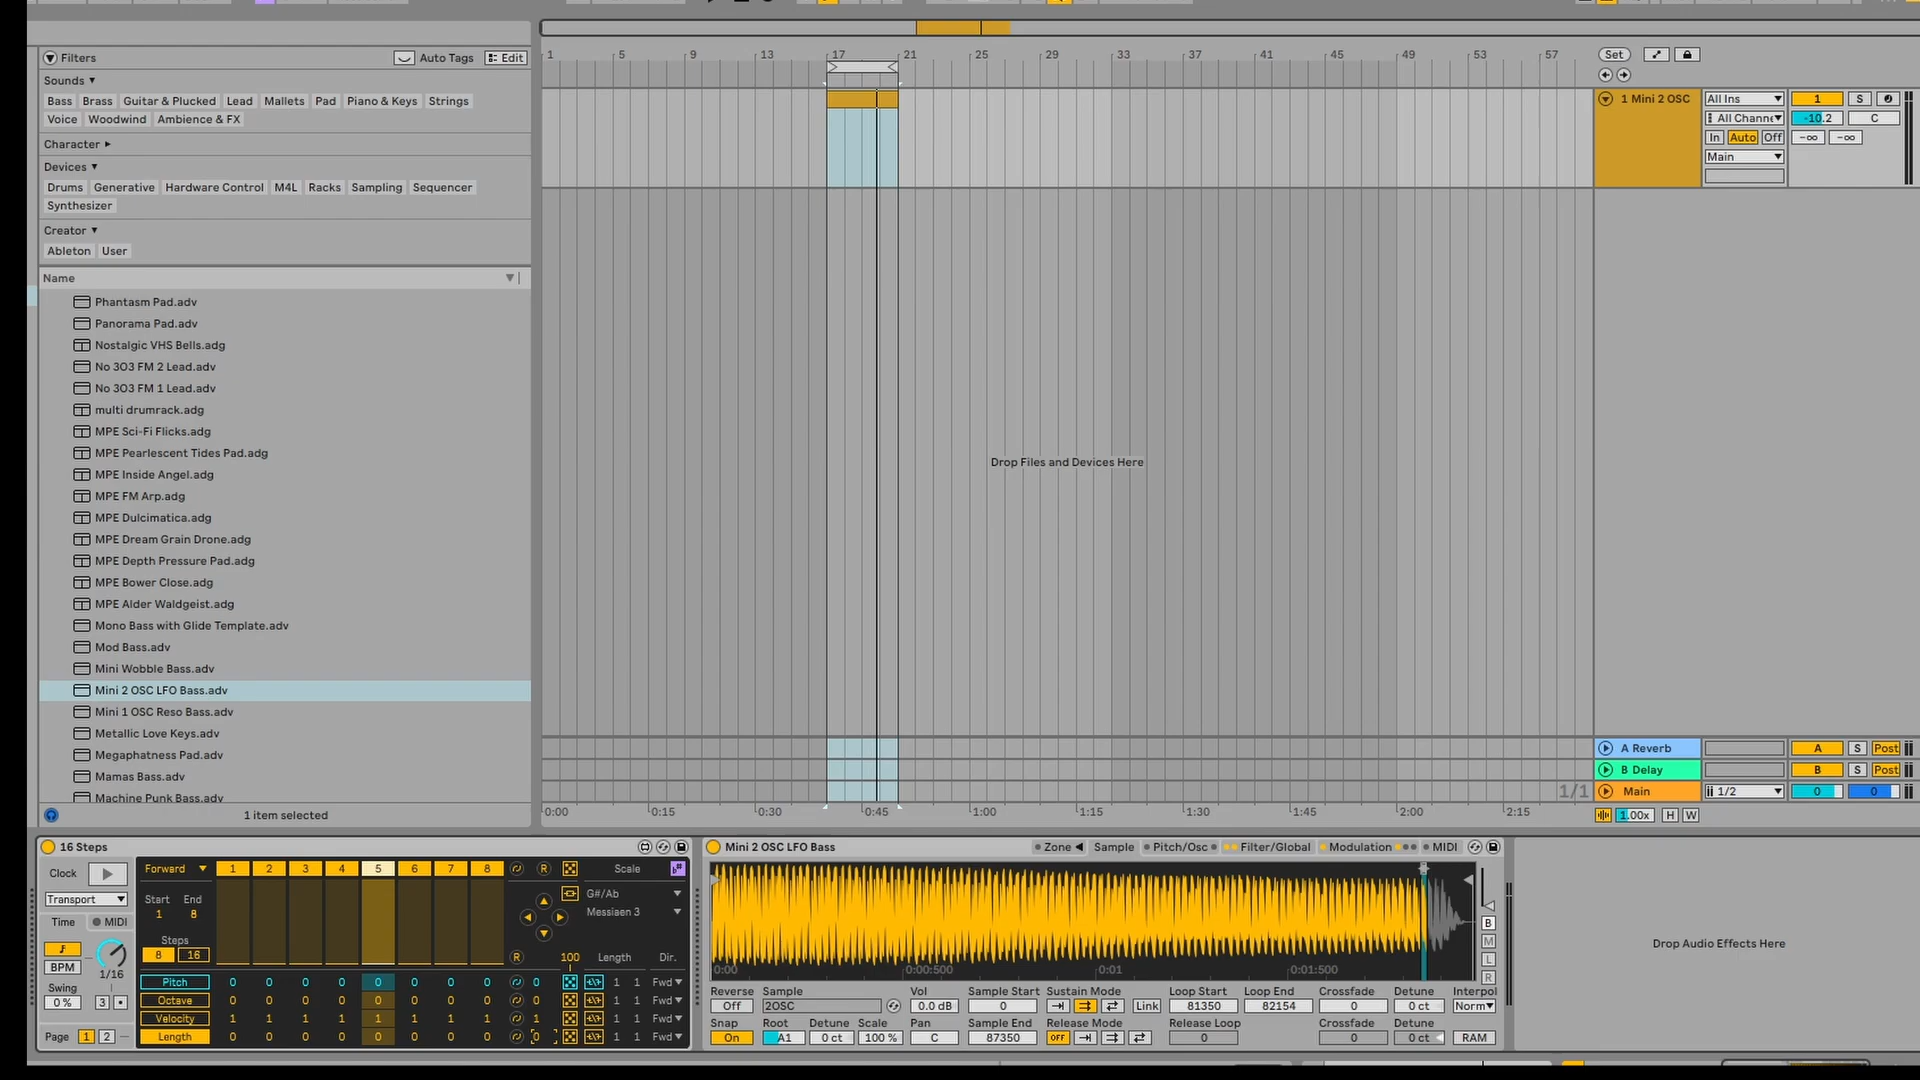 Filters Auto Tags Edit
Sounds
Bass Brass Guitar & Plucked Lead Mallets Pad Piano & Keys Strings
Voice Woodwind Ambience & FX
Character
Devices
Drums Generative Hardware Control M4L Racks Sampling Sequencer
Synthesizer
Creator
Ableton User
Name
Phantasm Pad.adv
Panorama Pad.adv
Nostalgic VHS Bells.adg
No 3O3 FM 2 Lead.adv
No 3O3 FM 1 Lead.adv
multi drumrack.adg
MPE Sci-Fi Flicks.adg
MPE Pearlescent Tides Pad.adg
MPE Inside Angel.adg
MPE FM Arp.adg
MPE Dulcimatica.adg
MPE Dream Grain Drone.adg
MPE Depth Pressure Pad.adg
MPE Bower Close.adg
MPE Alder Waldgeist.adg
Mono Bass with Glide Template.adv
Mod Bass.adv
Mini Wobble Bass.adv
Mini 2 OSC LFO Bass.adv
Mini 1 OSC Reso Bass.adv
Metallic Love Keys.adv
Megaphatness Pad.adv
Mamas Bass.adv
Machine Punk Bass.adv
1 item selected
1 5 9 13 17 21 25 29 33 37 41 45 49 53 57
Drop Files and Devices Here
1/1
0:00 0:15 0:30 0:45 1:00 1:15 1:30 1:45 2:00 2:15
Set
1 Mini 2 OSC All Ins 1 S
All Channe -10.2 C
In Auto Off -∞ -∞
Main
A Reverb A S Post
B Delay B S Post
Main 1/2 0 0
1.00x H W
16 Steps
Clock
Transport
Time MIDI
BPM 1/16
Swing
0 % 3
Page 1 2
Forward 1 2 3 4 5 6 7 8 R Scale
Start End
1 8
G#/Ab
Messiaen 3
Steps
8 16
R 100 Length Dir.
Pitch 0 0 0 0 0 0 0 0 0 1 1 Fwd
Octave 0 0 0 0 0 0 0 0 0 1 1 Fwd
Velocity 1 1 1 1 1 1 1 1 1 1 1 Fwd
Length 0 0 0 0 0 0 0 0 0 1 1 Fwd
Mini 2 OSC LFO Bass Zone Sample Pitch/Osc Filter/Global Modulation MIDI
0:00 0:00:500 0:01 0:01:500
B
M
L
R
Reverse Sample Vol Sample Start Sustain Mode Loop Start Loop End Crossfade Detune Interpol
Off 2OSC 0.0 dB 0 Link 81350 82154 0 0 ct Norm
Snap Root Detune Scale Pan Sample End Release Mode Release Loop Crossfade Detune
On A1 0 ct 100 % C 87350 OFF 0 0 0 ct RAM
Drop Audio Effects Here